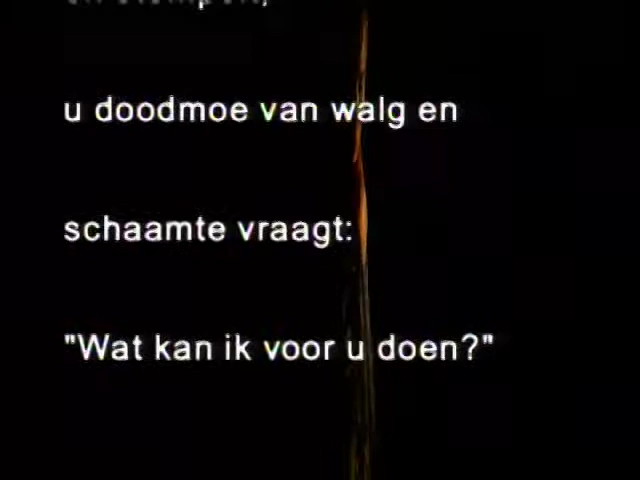 u doodmoe van walg en
schaamte vraagt:
"Wat kan ik voor u doen?"